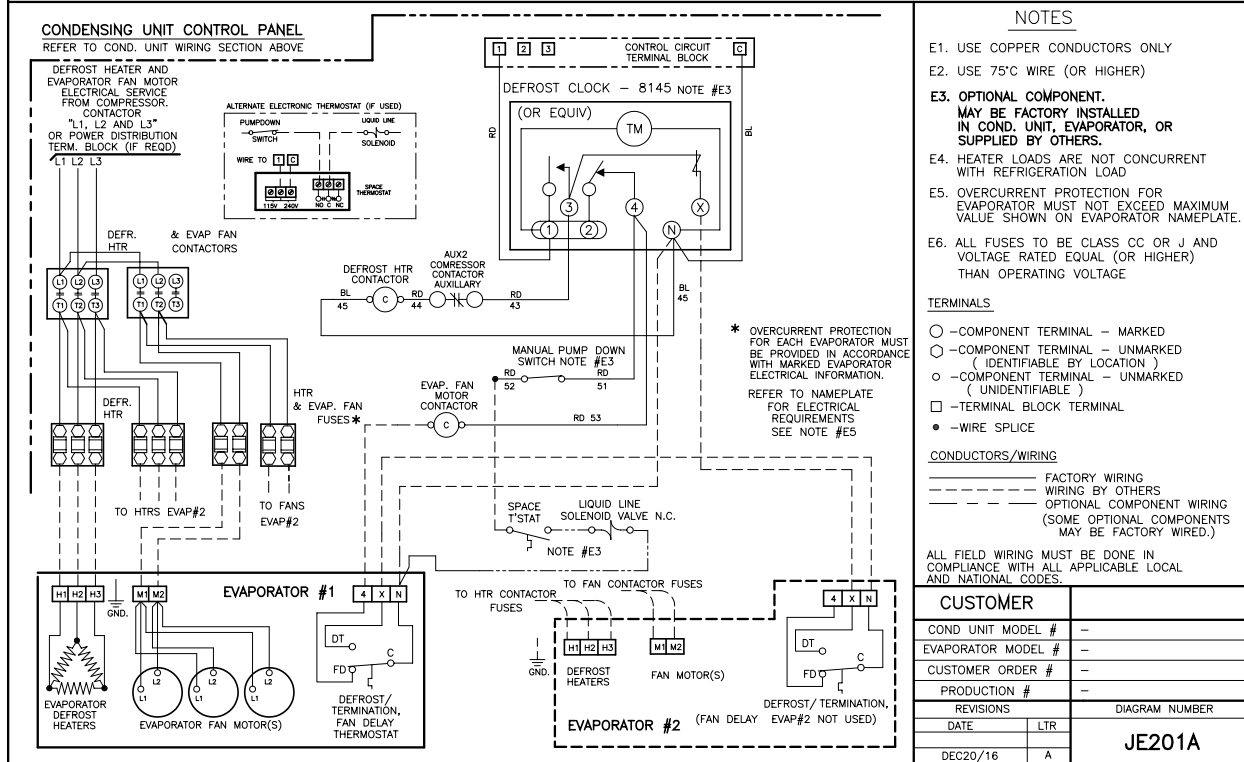 CONDENSING UNIT CONTROL PANEL
REFER TO COND. UNIT WIRING SECTION ABOVE
DEFROST HEATER AND
EVAPORATOR FAN MOTOR
ELECTRICAL SERVICE
FROM COMPRESSOR.
CONTACTOR
"L1, L2 AND L3"
OR POWER DISTRIBUTION
TERM. BLOCK (IF REQD)
L1 L2 L3
ALTERNATE ELECTRONIC THERMOSTAT (IF USED)
PUMPDOWN
SWITCH
LIQUID LINE
SOLENOID
WIRE TO 1 C
SPACE
THERMOSTAT
115V 240V
NO C NC
1 2 3
CONTROL CIRCUIT
TERMINAL BLOCK
C
DEFROST CLOCK - 8145 NOTE #E3
(OR EQUIV)
TM
RD
BL
3
4
X
1
2
N
DEFR.
HTR
& EVAP FAN
CONTACTORS
L1 L2 L3
T1 T2 T3
L1 L2 L3
T1 T2 T3
DEFROST HTR
CONTACTOR
AUX2
COMRESSOR
CONTACTOR
AUXILLARY
BL
45
C
RD
44
RD
43
BL
45
MANUAL PUMP DOWN
SWITCH NOTE #E3
RD
52
RD
51
* OVERCURRENT PROTECTION
FOR EACH EVAPORATOR MUST
BE PROVIDED IN ACCORDANCE
WITH MARKED EVAPORATOR
ELECTRICAL INFORMATION.
REFER TO NAMEPLATE
FOR ELECTRICAL
REQUIREMENTS
SEE NOTE #E5
EVAP. FAN
MOTOR
CONTACTOR
C
RD 53
DEFR.
HTR
HTR
& EVAP. FAN
FUSES*
TO HTRS EVAP#2
TO FANS
EVAP#2
SPACE
T'STAT
LIQUID LINE
SOLENOID VALVE N.C.
NOTE #E3
H1 H2 H3
GND.
M1 M2
EVAPORATOR #1
4 X N
L2
L1
L2
L1
L2
L1
DT
C
FD
EVAPORATOR
DEFROST
HEATERS
EVAPORATOR FAN MOTOR(S)
DEFROST/
TERMINATION,
FAN DELAY
THERMOSTAT
TO FAN CONTACTOR FUSES
TO HTR CONTACTOR
FUSES
4 X N
GND.
H1 H2 H3
DEFROST
HEATERS
M1 M2
FAN MOTOR(S)
DT
C
FD
DEFROST/ TERMINATION,
EVAPORATOR #2
(FAN DELAY EVAP#2 NOT USED)
NOTES
E1. USE COPPER CONDUCTORS ONLY
E2. USE 75°C WIRE (OR HIGHER)
E3. OPTIONAL COMPONENT.
MAY BE FACTORY INSTALLED
IN COND. UNIT, EVAPORATOR, OR
SUPPLIED BY OTHERS.
E4. HEATER LOADS ARE NOT CONCURRENT
WITH REFRIGERATION LOAD
E5. OVERCURRENT PROTECTION FOR
EVAPORATOR MUST NOT EXCEED MAXIMUM
VALUE SHOWN ON EVAPORATOR NAMEPLATE.
E6. ALL FUSES TO BE CLASS CC OR J AND
VOLTAGE RATED EQUAL (OR HIGHER)
THAN OPERATING VOLTAGE
TERMINALS
-COMPONENT TERMINAL - MARKED
-COMPONENT TERMINAL - UNMARKED
( IDENTIFIABLE BY LOCATION )
-COMPONENT TERMINAL - UNMARKED
( UNIDENTIFIABLE )
-TERMINAL BLOCK TERMINAL
-WIRE SPLICE
CONDUCTORS/WIRING
FACTORY WIRING
WIRING BY OTHERS
OPTIONAL COMPONENT WIRING
(SOME OPTIONAL COMPONENTS
MAY BE FACTORY WIRED.)
ALL FIELD WIRING MUST BE DONE IN
COMPLIANCE WITH ALL APPLICABLE LOCAL
AND NATIONAL CODES.
CUSTOMER
COND UNIT MODEL # -
EVAPORATOR MODEL # -
CUSTOMER ORDER # -
PRODUCTION # -
REVISIONS
DIAGRAM NUMBER
DATE LTR
JE201A
DEC20/16 A